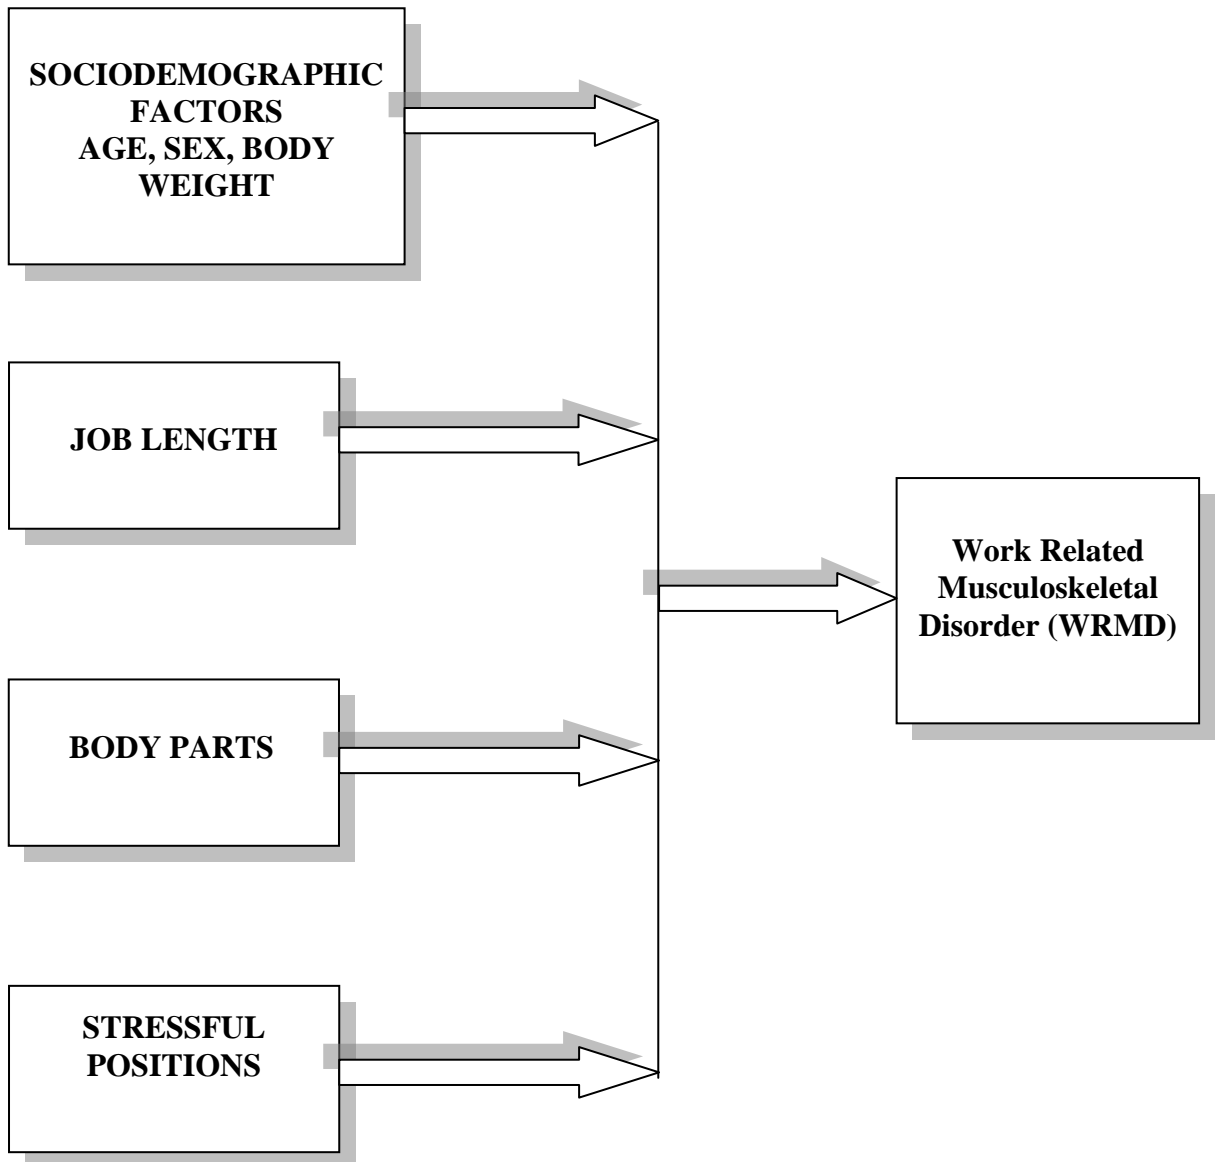 SOCIODEMOGRAPHIC
FACTORS
AGE, SEX, BODY
WEIGHT
JOB LENGTH
Work Related
Musculoskeletal
Disorder (WRMD)
BODY PARTS
STRESSFUL
POSITIONS